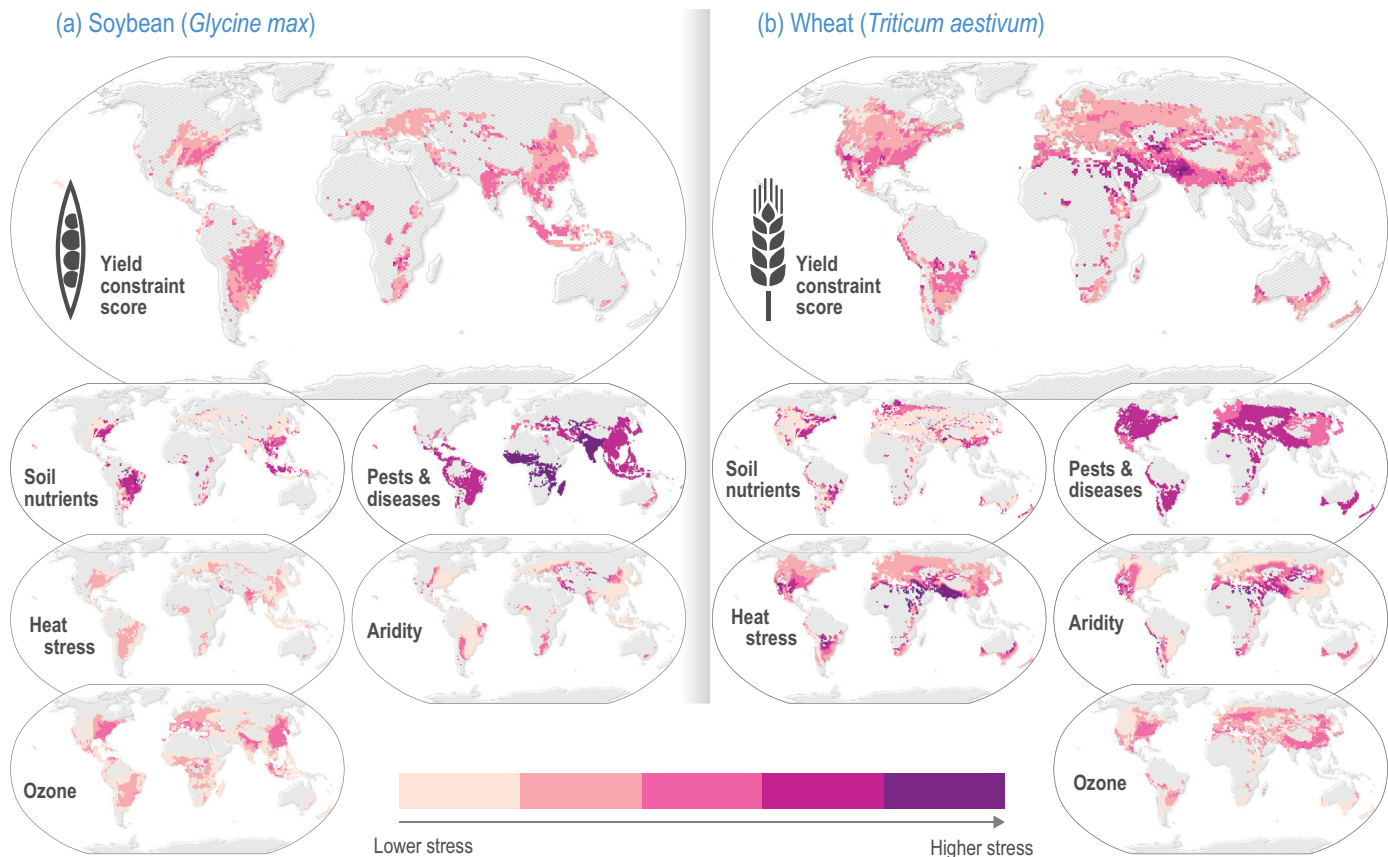 (a) Soybean (Glycine max)
Yield
constraint
score
Soil
nutrients
Pests &
diseases
Heat
stress
Aridity
Ozone
(b) Wheat (Triticum aestivum)
Yield
constraint
score
Soil
nutrients
Pests &
diseases
Heat
stress
Aridity
Ozone
Lower stress
Higher stress